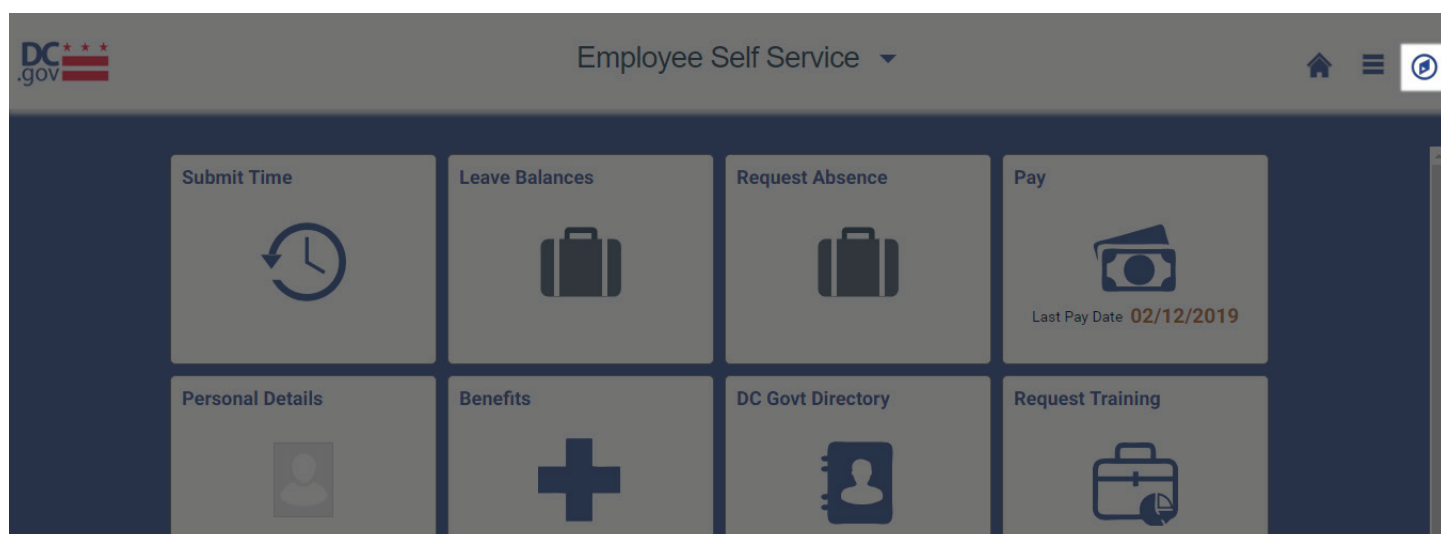 DC
.gov
Employee Self Service
Submit Time
Leave Balances
Request Absence
Pay
Last Pay Date 02/12/2019
Personal Details
Benefits
DC Govt Directory
Request Training